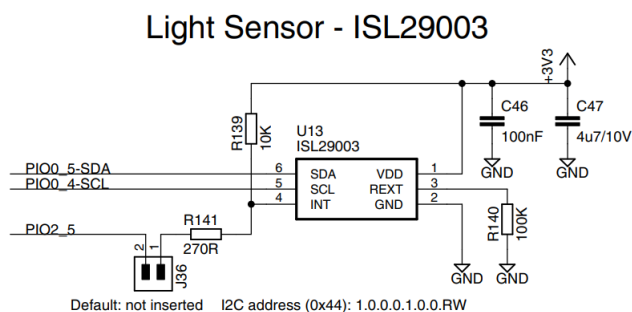 Light Sensor - ISL29003
+3V3
R139
10K
U13
ISL29003
C46
100nF
C47
4u7/10V
GND
GND
PIO0_5-SDA
6
SDA
VDD
1
PIO0_4-SCL
5
SCL
REXT
3
4
INT
GND
2
PIO2_5
R141
270R
R140
100K
2
1
J36
GND
GND
Default: not inserted
I2C address (0x44): 1.0.0.0.1.0.0.RW